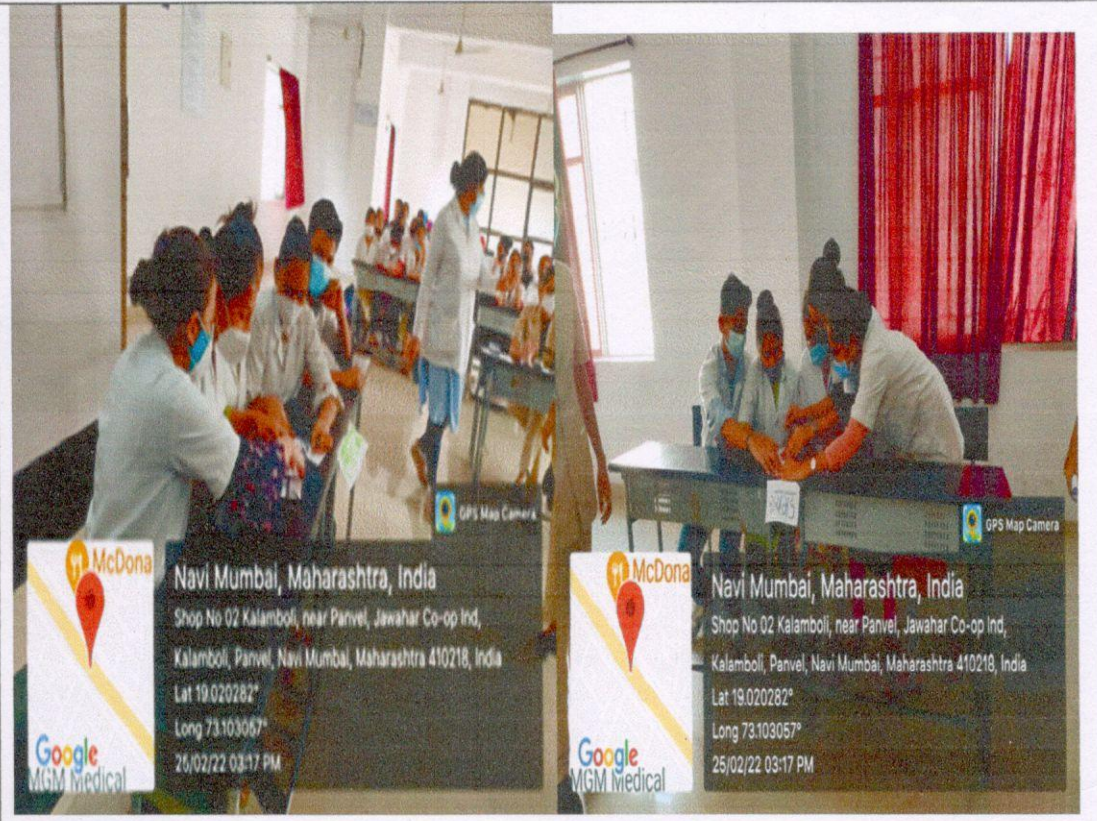 GPS Map Camera
McDona
Navi Mumbai, Maharashtra, India
Shop No 02 Kalamboli, near Panvel, Jawahar Co-op Ind,
Kalamboli, Panvel, Navi Mumbai, Maharashtra 410218, India
Lat 19.020282°
Long 73.103057°
25/02/22 03:17 PM
Google
MGM Medical
GPS Map Camera
McDona
Navi Mumbai, Maharashtra, India
Shop No 02 Kalamboli, near Panvel, Jawahar Co-op Ind,
Kalamboli, Panvel, Navi Mumbai, Maharashtra 410218, India
Lat 19.020282°
Long 73.103057°
25/02/22 03:17 PM
Google
MGM Medical